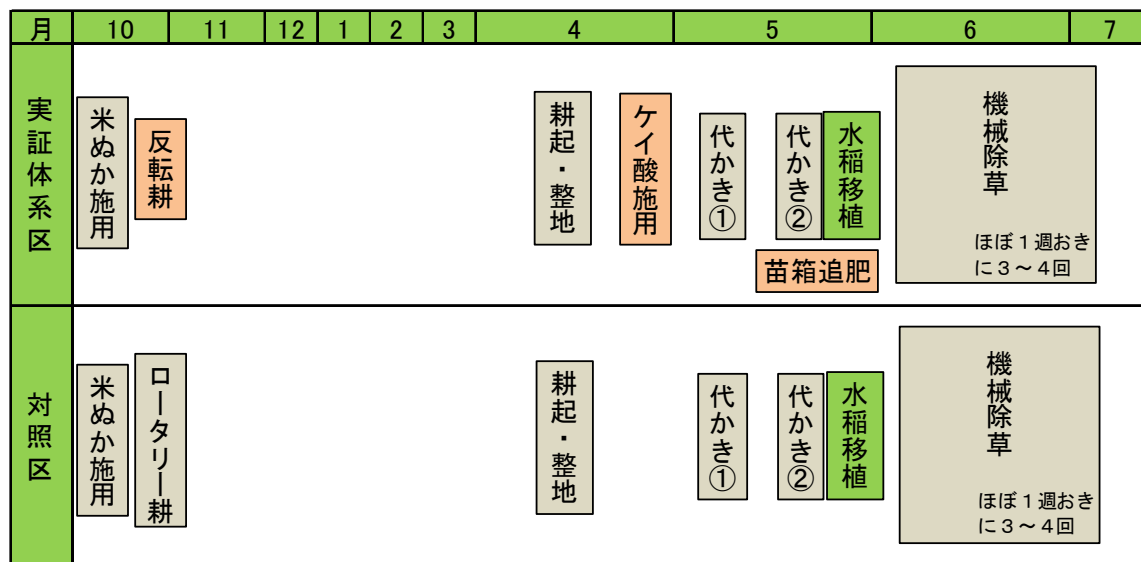 月 10 11 12 1 2 3 4 5 6 7
実証体系区
米ぬか施用
反転耕
耕起・整地
ケイ酸施用
代かき①
代かき②
水稲移植
苗箱追肥
機械除草
ほぼ１週おき
に３～４回
対照区
米ぬか施用
ロータリー耕
耕起・整地
代かき①
代かき②
水稲移植
機械除草
ほぼ１週おき
に３～４回